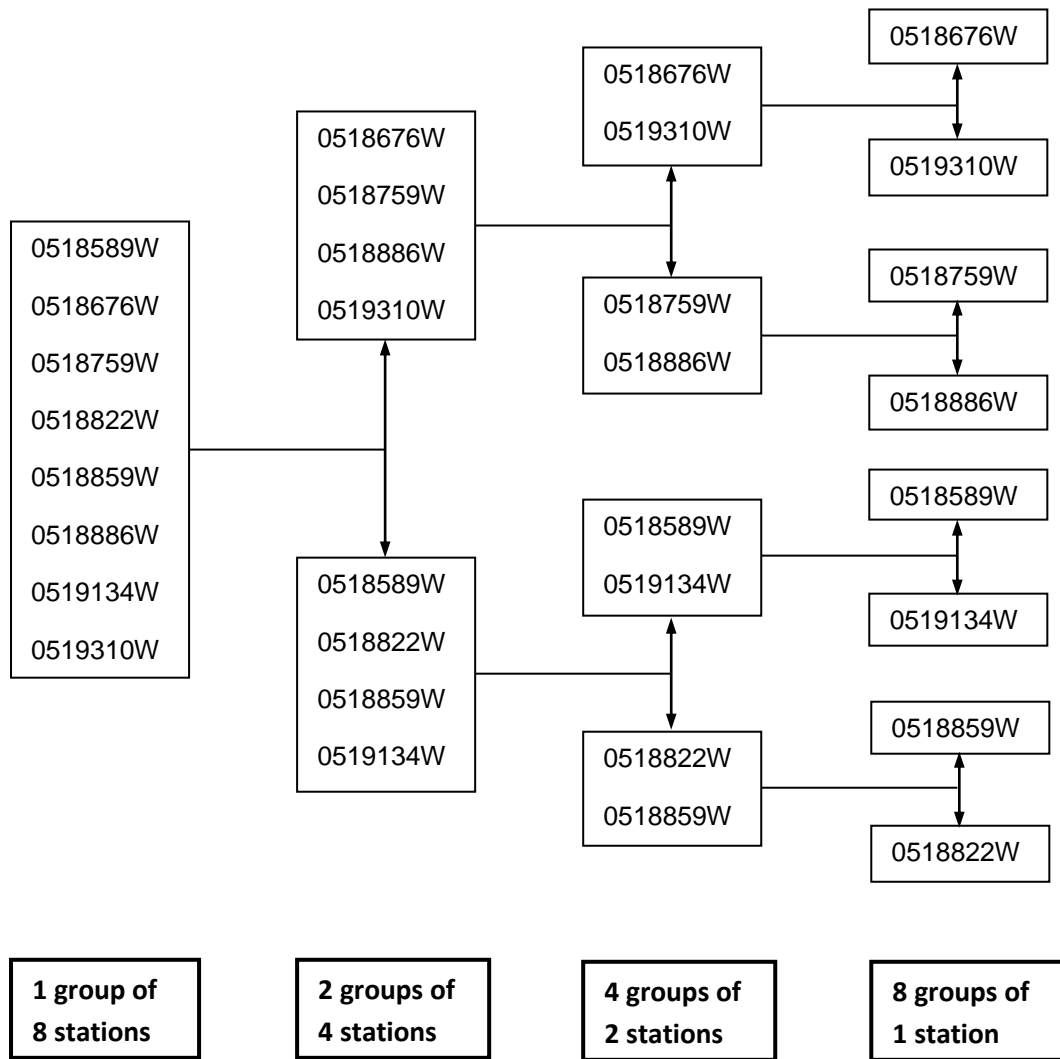 0518589W
0518676W
0518759W
0518822W
0518859W
0518886W
0519134W
0519310W
0518676W
0518759W
0518886W
0519310W
0518589W
0518822W
0518859W
0519134W
0518676W
0519310W
0518759W
0518886W
0518589W
0519134W
0518822W
0518859W
0518676W
0519310W
0518759W
0518886W
0518589W
0519134W
0518859W
0518822W
1 group of
8 stations
2 groups of
4 stations
4 groups of
2 stations
8 groups of
1 station